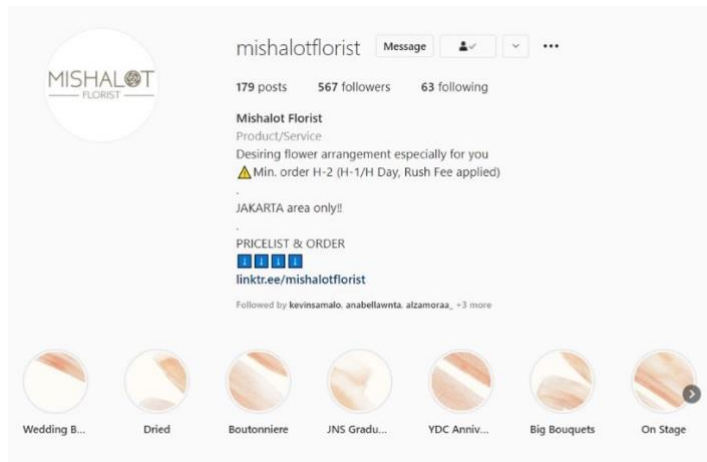 MISHALOT
FLORIST
mishalotflorist Message
179 posts 567 followers 63 following
Mishalot Florist
Product/Service
Desiring flower arrangement especially for you
⚠️Min. order H-2 (H-1/H Day, Rush Fee applied)
.
JAKARTA area only!!
.
PRICELIST & ORDER
⬇️⬇️⬇️⬇️
linktr.ee/mishalotflorist
Followed by kevinsamalo, anabellawnta, alzamoraa_ +3 more
Wedding B... Dried Boutonniere JNS Gradu... YDC Anniv... Big Bouquets On Stage